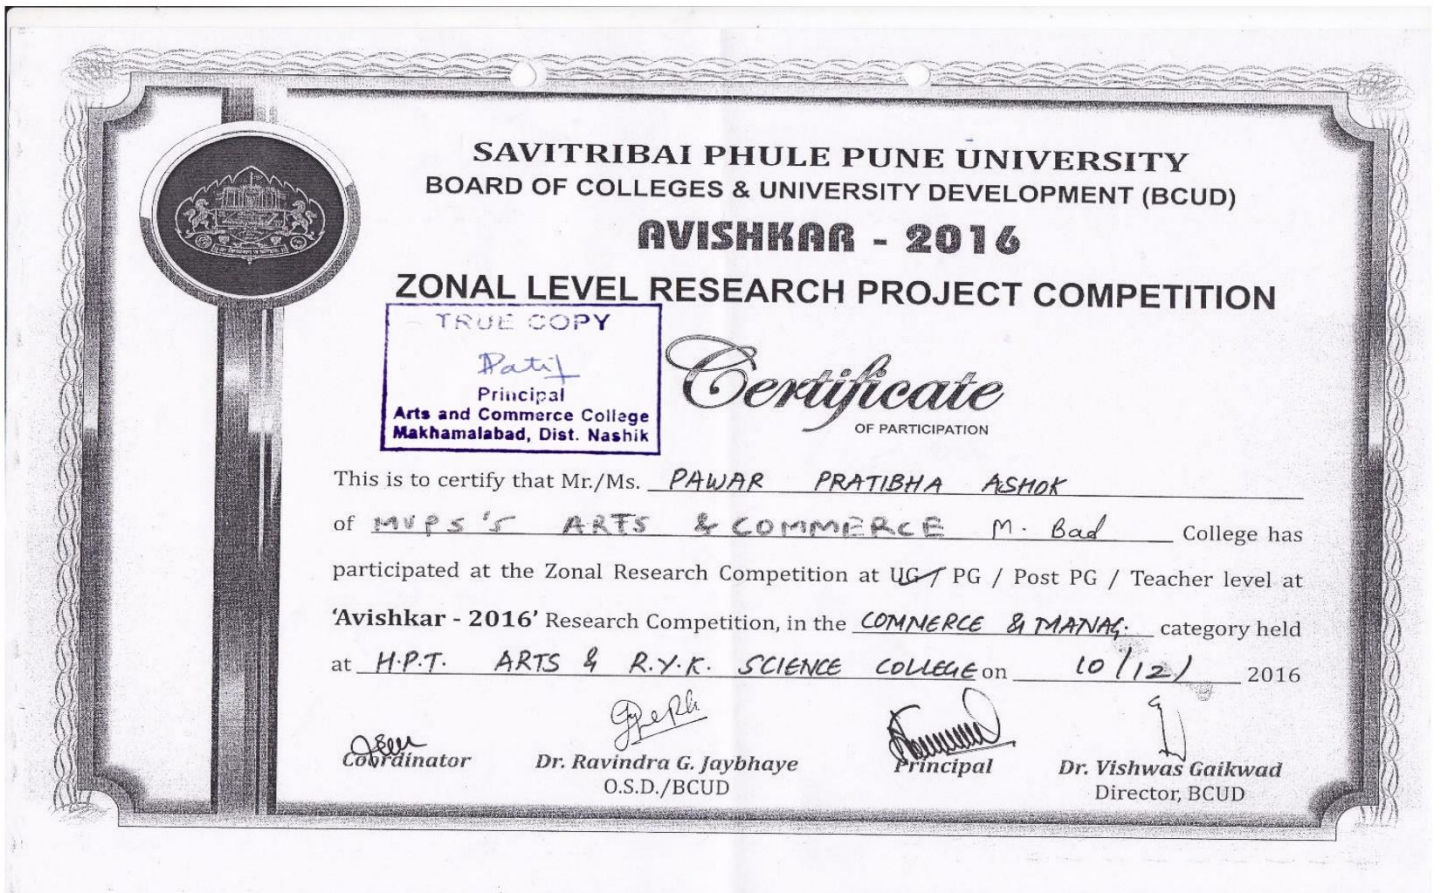 SAVITRIBAI PHULE PUNE UNIVERSITY
BOARD OF COLLEGES & UNIVERSITY DEVELOPMENT (BCUD)
AVISHKAR - 2016
ZONAL LEVEL RESEARCH PROJECT COMPETITION
TRUE COPY
Patil
Principal
Arts and Commerce College
Makhamalabad, Dist. Nashik
Certificate
OF PARTICIPATION
This is to certify that Mr./Ms. PAWAR PRATIBHA ASHOK
of MVPS'S ARTS & COMMERCE M. Bad College has
participated at the Zonal Research Competition at UG / PG / Post PG / Teacher level at
'Avishkar - 2016' Research Competition, in the COMMERCE & MANAG. category held
at H.P.T. ARTS & R.Y.K. SCIENCE COLLEGE on 10/12/ 2016
Coordinator
Dr. Ravindra G. Jaybhaye
O.S.D./BCUD
Principal
Dr. Vishwas Gaikwad
Director, BCUD